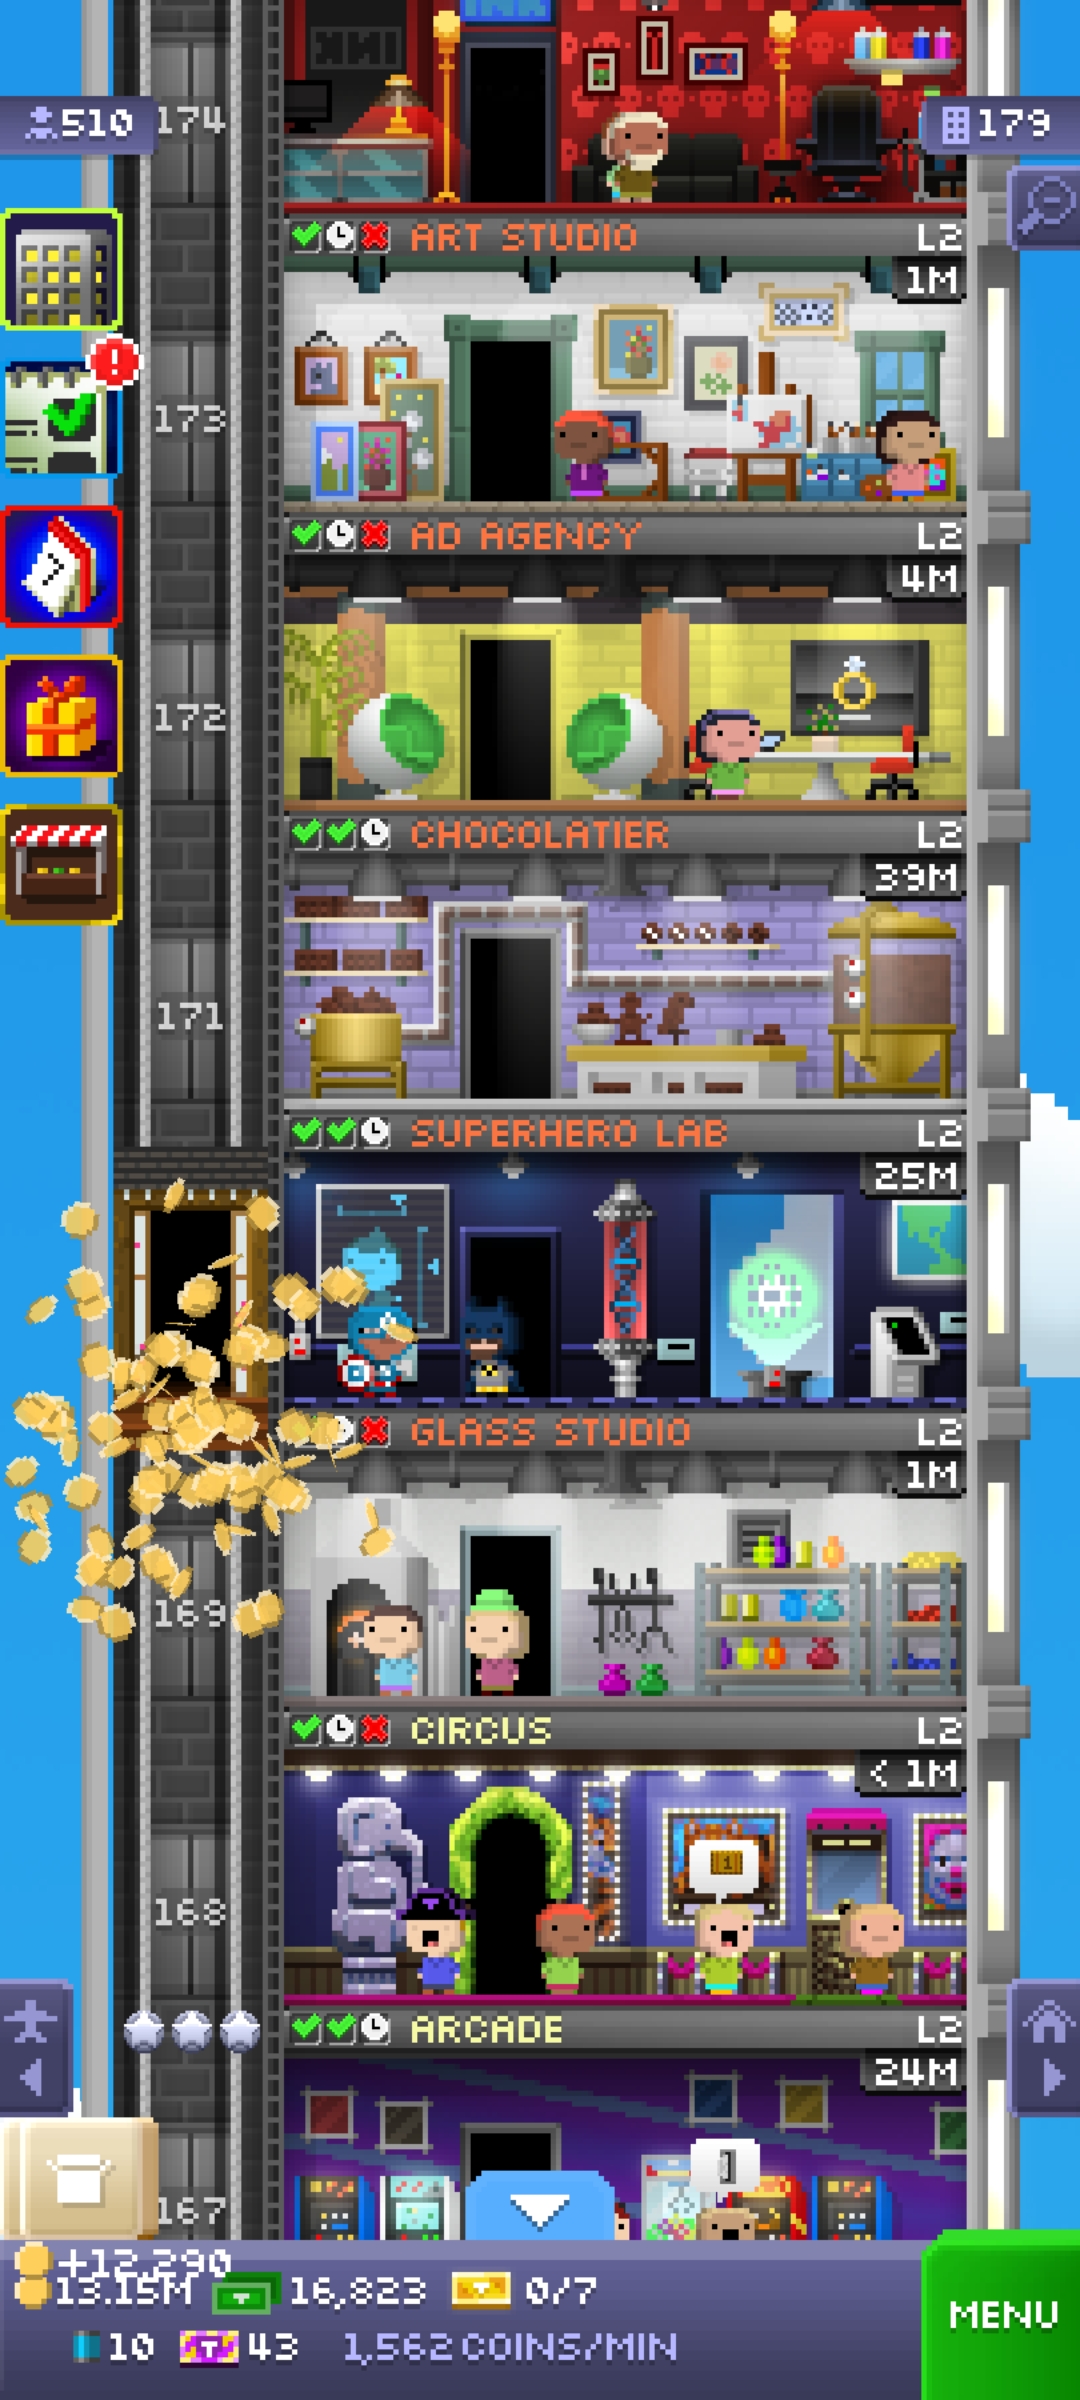 INK
510
174
179
ART STUDIO L2
1M
173
AD AGENCY L2
4M
172
CHOCOLATIER L2
39M
171
SUPERHERO LAB L2
25M
GLASS STUDIO L2
1M
169
CIRCUS L2
< 1M
1
168
ARCADE L2
24M
167
+12,290
13.15M 16,823 0/7
10 T 43 1,562 COINS/MIN
MENU